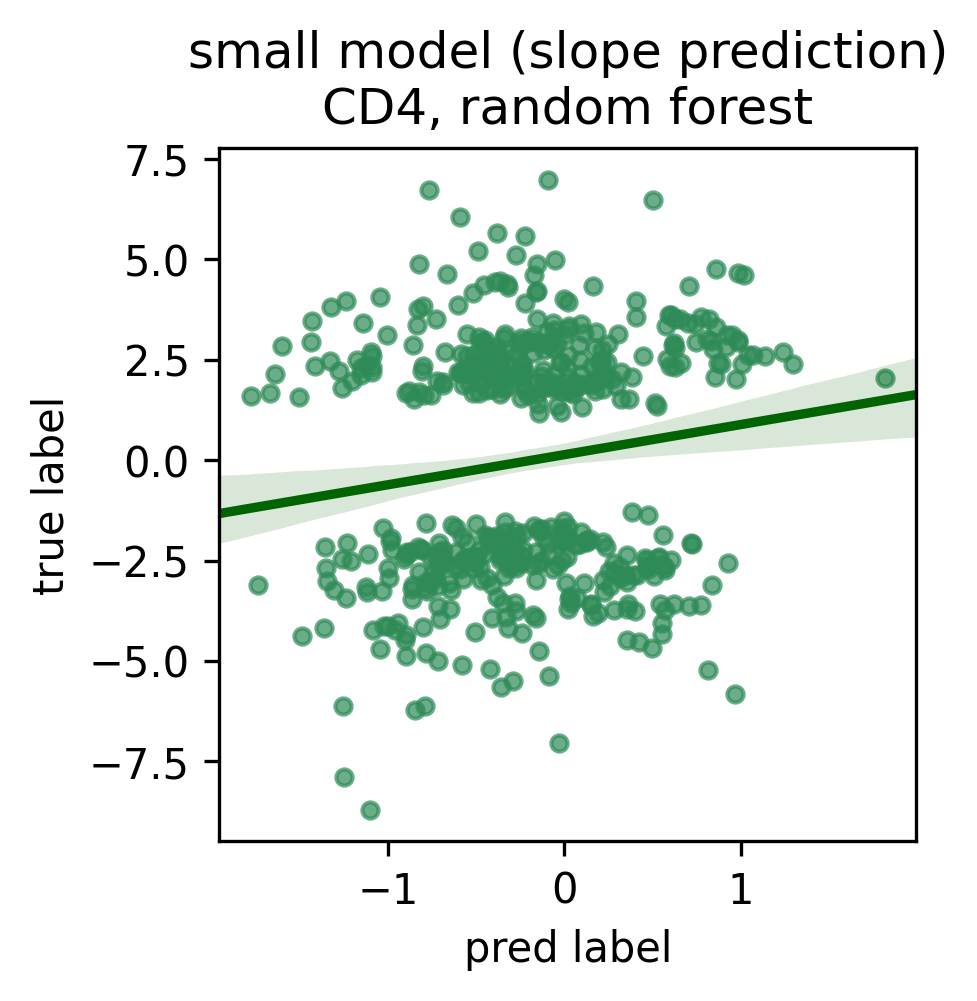 small model (slope prediction)
CD4, random forest
7.5
5.0
2.5
0.0
−2.5
−5.0
−7.5
true label
−1
0
1
pred label